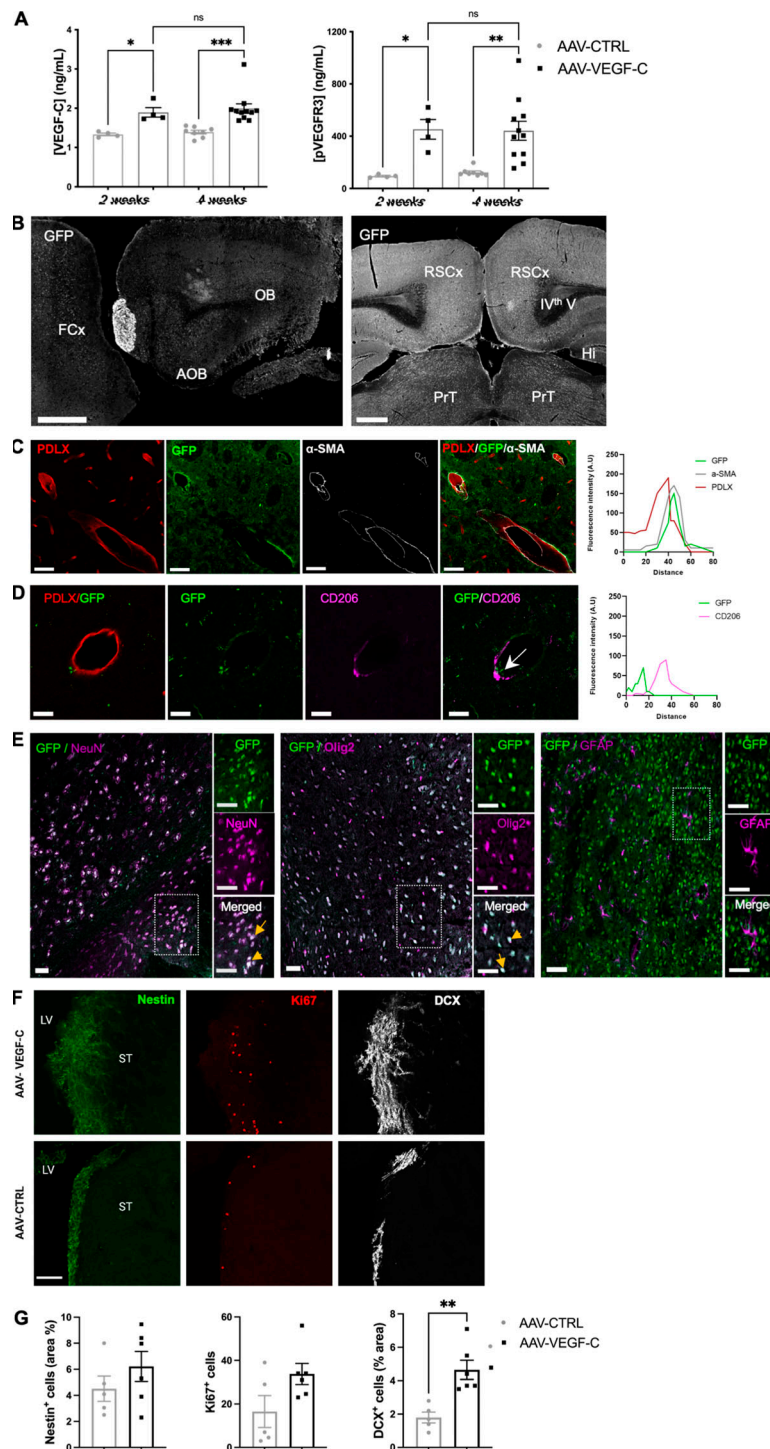 A
ns
*
***
[VEGF-C] (ng/mL)
4
3
2
1
0
2 weeks
4 weeks
ns
*
**
[pVEGFR3] (ng/mL)
1200
800
400
0
2 weeks
4 weeks
AAV-CTRL
AAV-VEGF-C
B
GFP
FCx
OB
AOB
GFP
RSCx
RSCx
IVth V
Hi
PrT
PrT
C
PDLX
GFP
α-SMA
PDLX/GFP/α-SMA
Fluorescence intensity (A.U)
250
200
150
100
50
0
0 20 40 60 80
Distance
GFP
a-SMA
PDLX
D
PDLX/GFP
GFP
CD206
GFP/CD206
Fluorescence intensity (A.U)
250
200
150
100
50
0
0 20 40 60 80
Distance
GFP
CD206
E
GFP / NeuN
GFP
NeuN
Merged
GFP / Olig2
GFP
Olig2
Merged
GFP / GFAP
GFP
GFAP
Merged
F
Nestin
Ki67
DCX
AAV- VEGF-C
LV
ST
AAV-CTRL
LV
ST
G
Nestin+ cells (area %)
10
8
6
4
2
0
Ki67+ cells
60
40
20
0
**
DCX+ cells (% area)
8
6
4
2
0
AAV-CTRL
AAV-VEGF-C